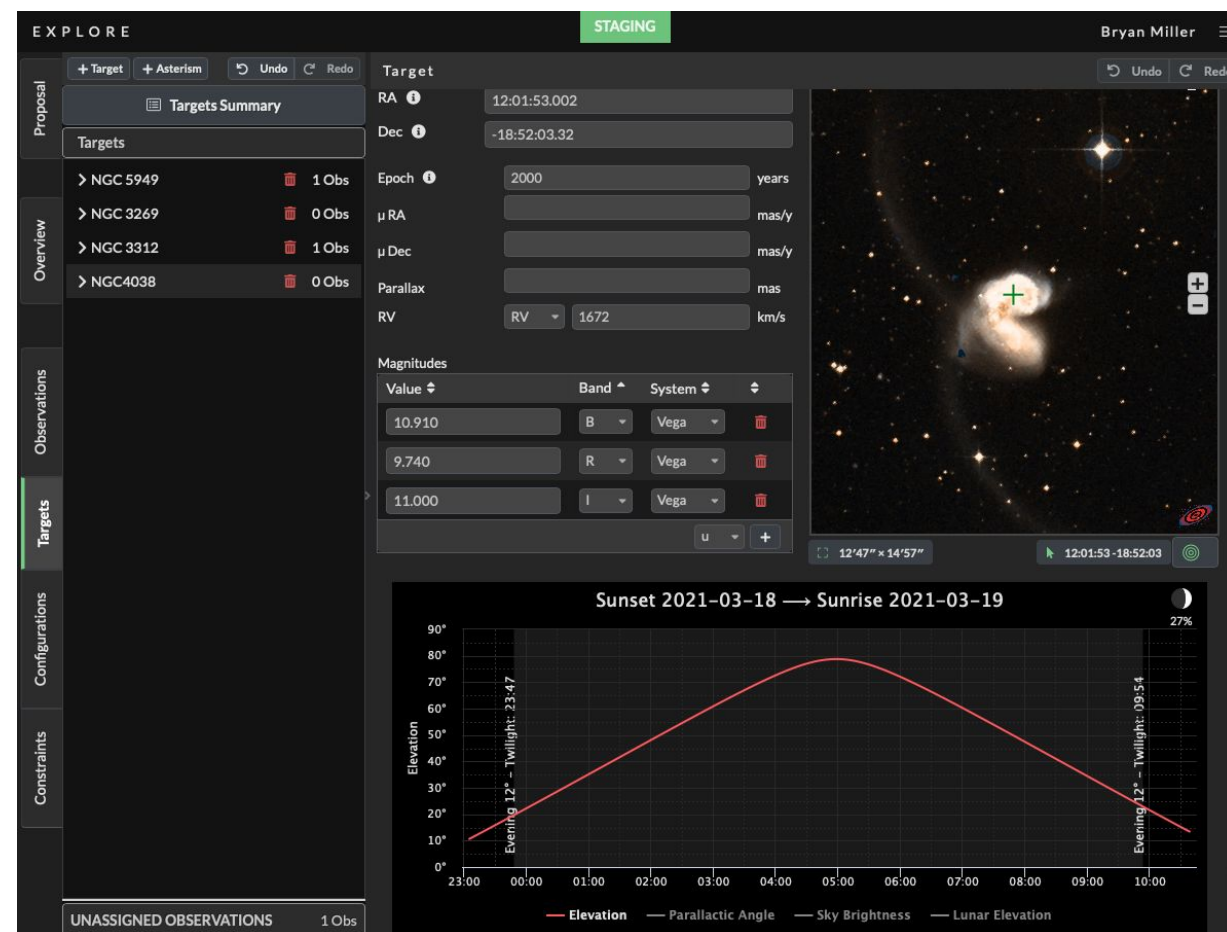 EXPLORE
STAGING
Bryan Miller
Proposal
Overview
Observations
Targets
Configurations
Constraints
+ Target + Asterism Undo Redo
Targets Summary
Targets
NGC 5949 1 Obs
NGC 3269 0 Obs
NGC 3312 1 Obs
NGC4038 0 Obs
UNASSIGNED OBSERVATIONS 1 Obs
Target Undo Red
RA 12:01:53.002
Dec -18:52:03.32
Epoch 2000 years
µ RA mas/y
µ Dec mas/y
Parallax mas
RV RV 1672 km/s
Magnitudes
Value Band System
10.910 B Vega
9.740 R Vega
11.000 I Vega
u +
+
−
12′47″ × 14′57″ 12:01:53 -18:52:03
Sunset 2021-03-18 ⟶ Sunrise 2021-03-19
27%
Elevation
90°
80°
70°
60°
50°
40°
30°
20°
10°
0°
Evening 12° - Twilight: 23:47
Evening 12° - Twilight: 09:54
23:00 00:00 01:00 02:00 03:00 04:00 05:00 06:00 07:00 08:00 09:00 10:00
Elevation Parallactic Angle Sky Brightness Lunar Elevation